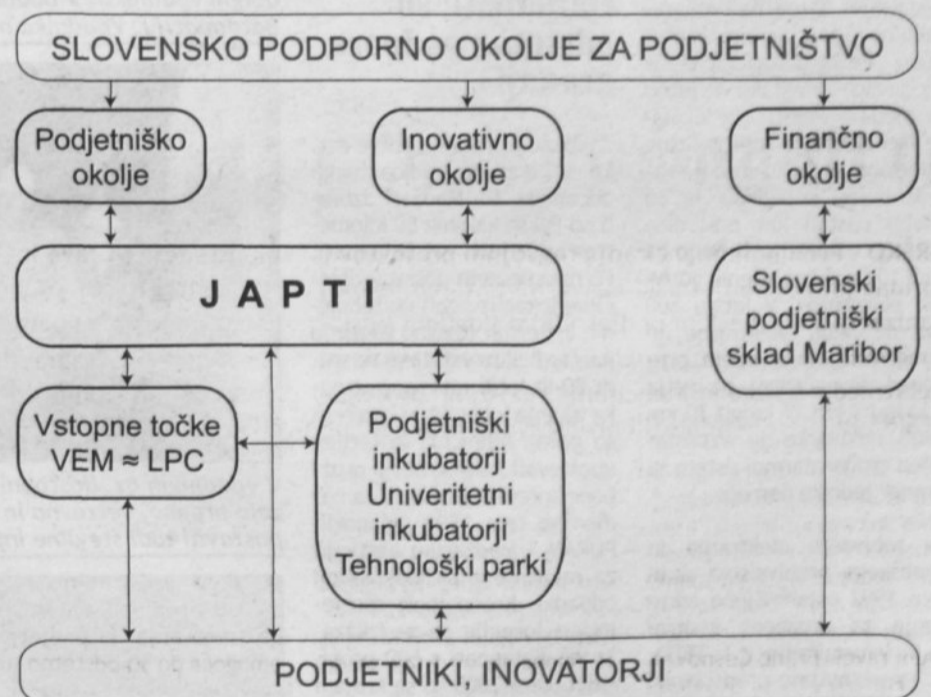 SLOVENSKO PODPORNO OKOLJE ZA PODJETNIŠTVO
Podjetniško
okolje
Inovativno
okolje
Finančno
okolje
JAPTI
Slovenski
podjetniški
sklad Maribor
Vstopne točke
VEM ≈ LPC
Podjetniški
inkubatorji
Univeritetni
inkubatorji
Tehnološki parki
PODJETNIKI, INOVATORJI